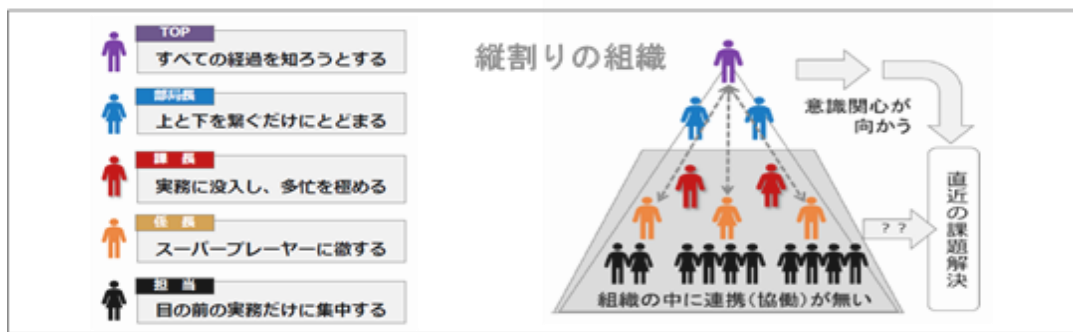 TOP
すべての経過を知ろうとする
部局長
上と下を繋ぐだけにとどまる
課 長
実務に没入し、多忙を極める
係 長
スーパープレーヤーに徹する
担 当
目の前の実務だけに集中する
縦割りの組織
意識関心が
向かう
直近の課題解決
? ?
組織の中に連携(協働)が無い